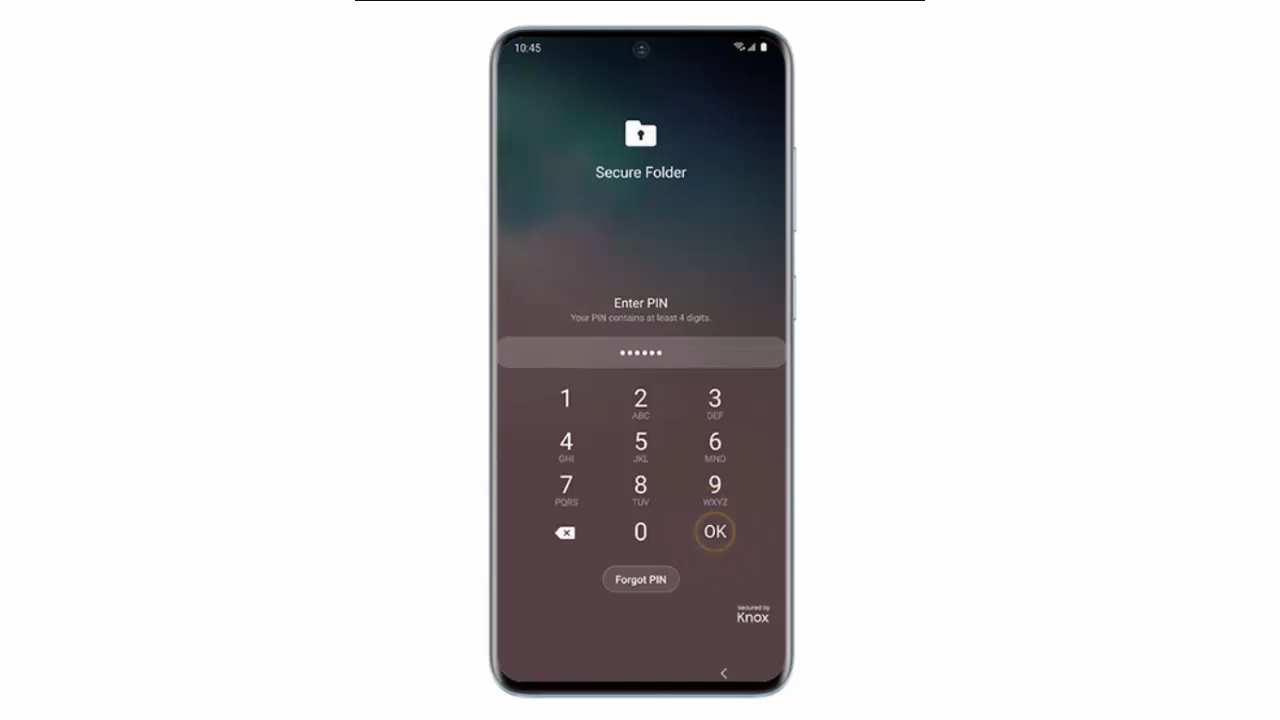 10:45
Secure Folder
Enter PIN
Your PIN contains at least 4 digits.
1 2 3
ABC DEF
4 5 6
GHI JKL MNO
7 8 9
PQRS TUV WXYZ
0 OK
Forgot PIN
Secured by
Knox